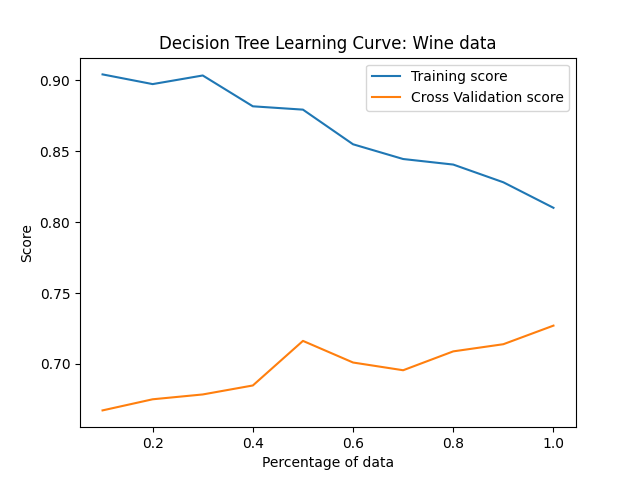 Decision Tree Learning Curve: Wine data
Training score
Cross Validation score
Score
0.90
0.85
0.80
0.75
0.70
0.2
0.4
0.6
0.8
1.0
Percentage of data